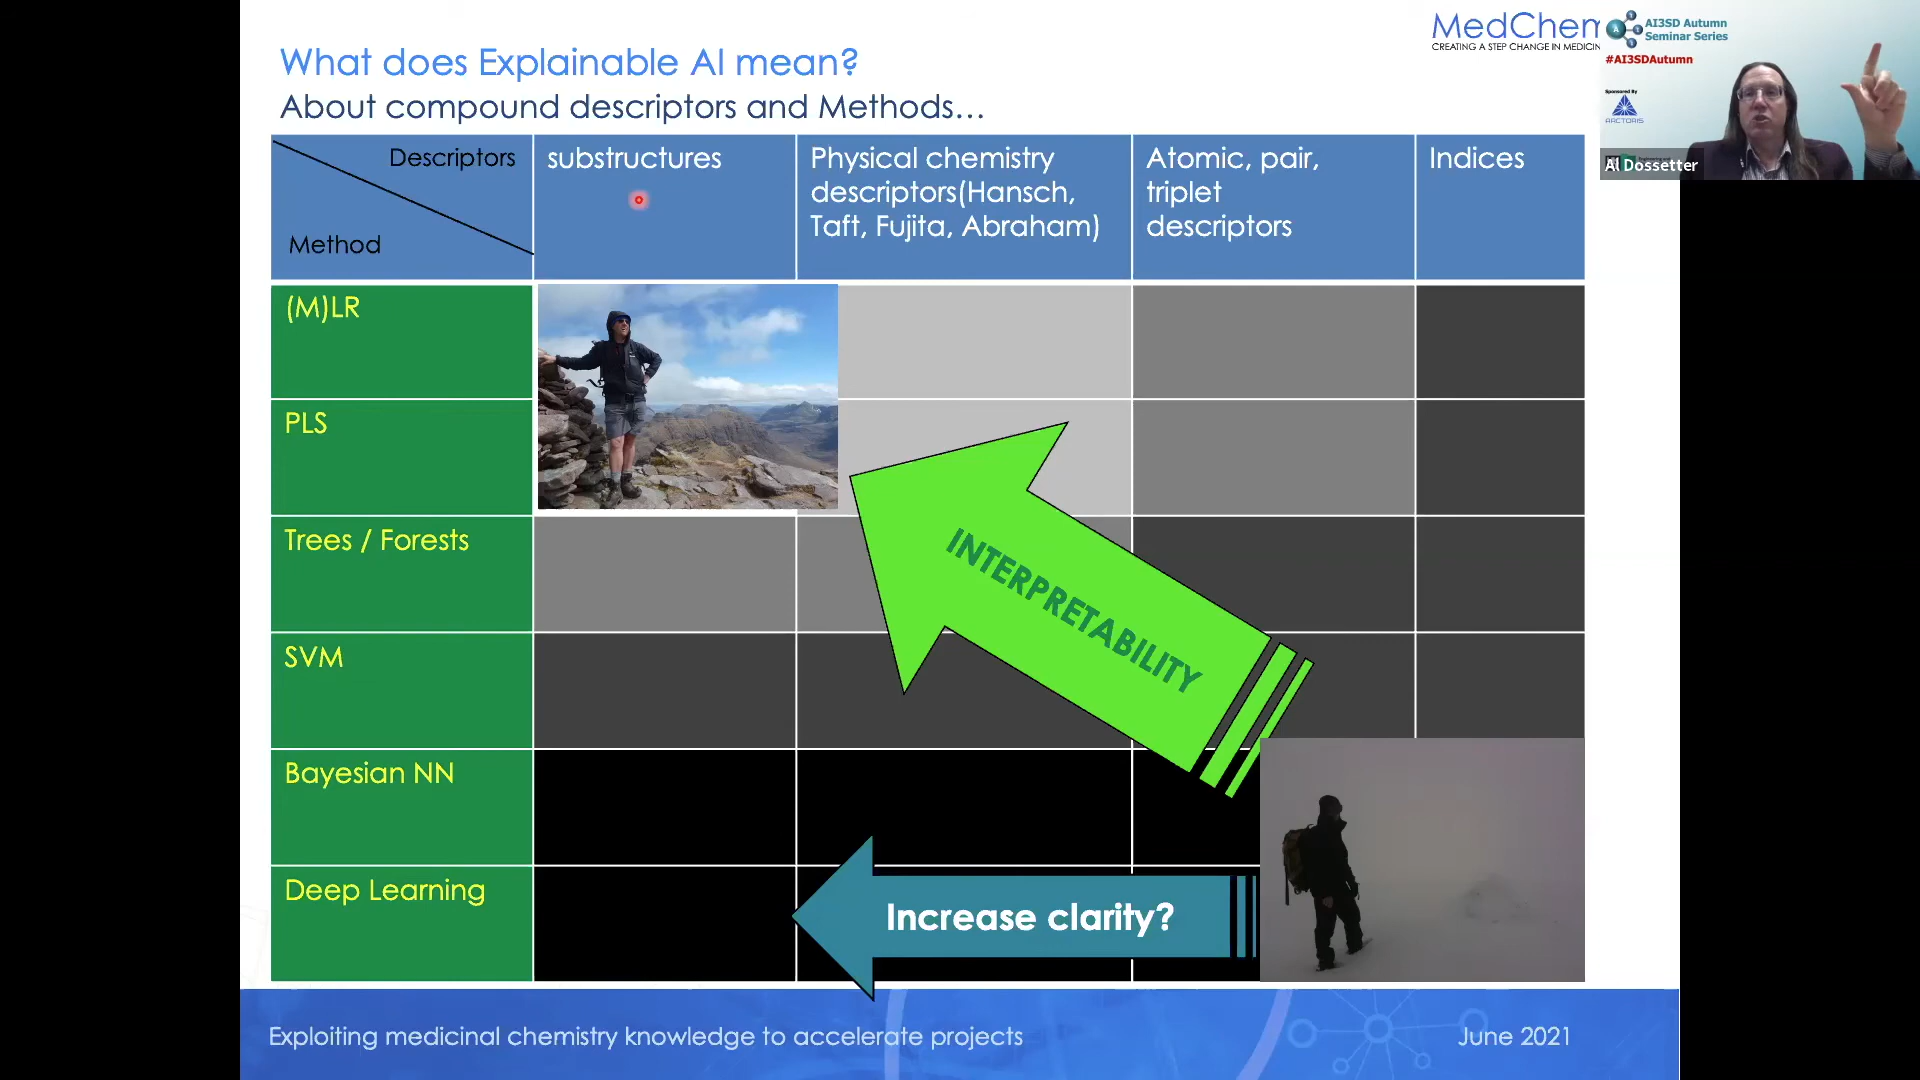 What does Explainable AI mean?
About compound descriptors and Methods...
MedChem
CREATING A STEP CHANGE IN MEDICIN
AI3SD Autumn
Seminar Series
#AI3SDAutumn
Sponsored By
ARCTORIS
Al Dossetter
Descriptors
Method
substructures
Physical chemistry
descriptors(Hansch,
Taft, Fujita, Abraham)
Atomic, pair,
triplet
descriptors
Indices
(M)LR
PLS
Trees / Forests
SVM
Bayesian NN
Deep Learning
INTERPRETABILITY
Increase clarity?
Exploiting medicinal chemistry knowledge to accelerate projects
June 2021